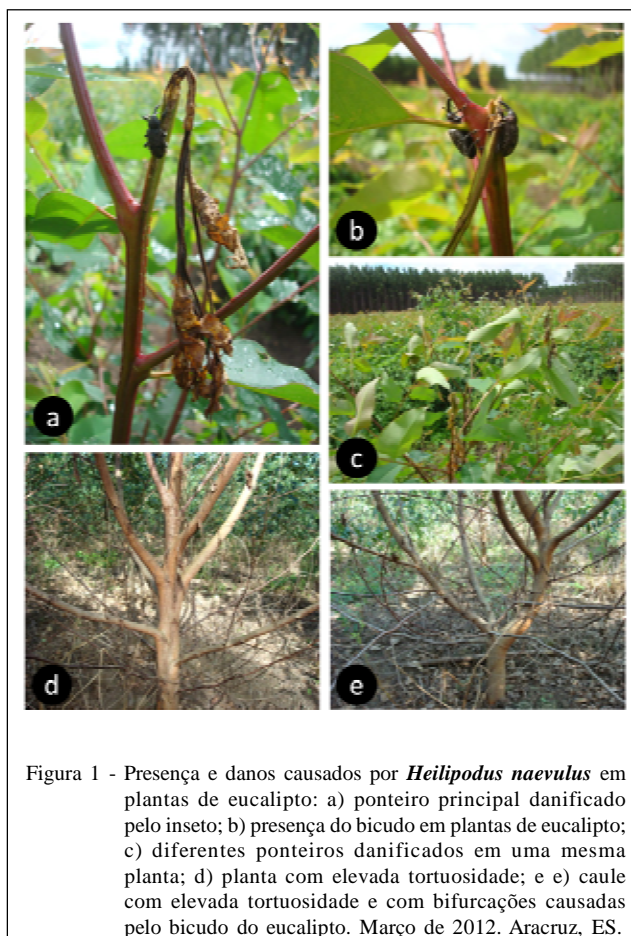 a
b
c
d
e
Figura 1 - Presença e danos causados por Heilipodus naevulus em
plantas de eucalipto: a) ponteiro principal danificado
pelo inseto; b) presença do bicudo em plantas de eucalipto;
c) diferentes ponteiros danificados em uma mesma
planta; d) planta com elevada tortuosidade; e e) caule
com elevada tortuosidade e com bifurcações causadas
pelo bicudo do eucalipto. Março de 2012. Aracruz, ES.